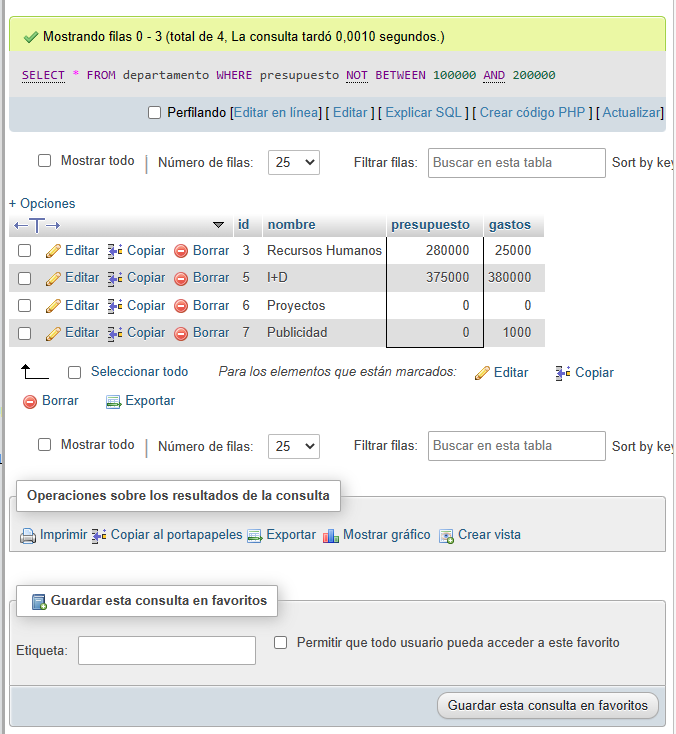 Mostrando filas 0 - 3 (total de 4, La consulta tardó 0,0010 segundos.)
SELECT * FROM departamento WHERE presupuesto NOT BETWEEN 100000 AND 200000
Perfilando [Editar en línea] [ Editar ] [ Explicar SQL ] [ Crear código PHP ] [ Actualizar]
Mostrar todo | Número de filas: 25 Filtrar filas: Buscar en esta tabla Sort by key
+ Opciones
id nombre presupuesto gastos
Editar Copiar Borrar 3 Recursos Humanos 280000 25000
Editar Copiar Borrar 5 I+D 375000 380000
Editar Copiar Borrar 6 Proyectos 0 0
Editar Copiar Borrar 7 Publicidad 0 1000
Seleccionar todo Para los elementos que están marcados: Editar Copiar
Borrar Exportar
Mostrar todo | Número de filas: 25 Filtrar filas: Buscar en esta tabla Sort by key
Operaciones sobre los resultados de la consulta
Imprimir Copiar al portapapeles Exportar Mostrar gráfico Crear vista
Guardar esta consulta en favoritos
Etiqueta: Permitir que todo usuario pueda acceder a este favorito
Guardar esta consulta en favoritos